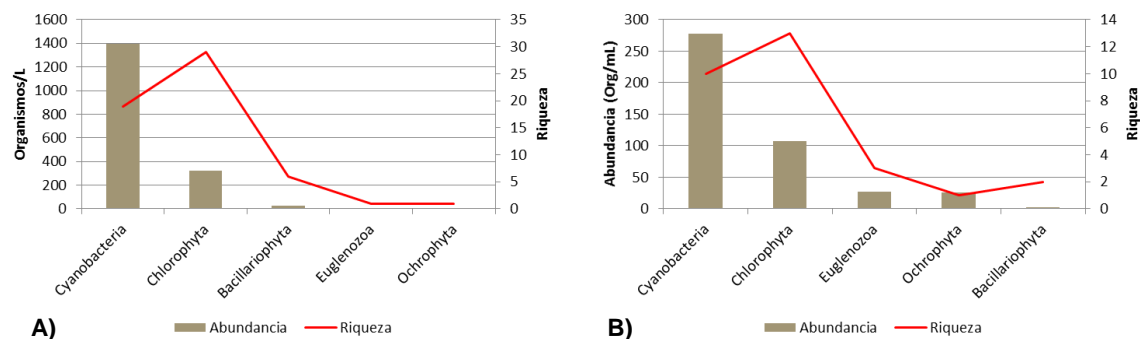 1600
1400
1200
1000
800
600
400
200
0
Organismos/L
35
30
25
20
15
10
5
0
Riqueza
Cyanobacteria
Chlorophyta
Bacillariophyta
Euglenozoa
Ochrophyta
A)
Abundancia Riqueza
300
250
200
150
100
50
0
Abundancia (Org/mL)
14
12
10
8
6
4
2
0
Riqueza
Cyanobacteria
Chlorophyta
Euglenozoa
Ochrophyta
Bacillariophyta
B)
Abundancia Riqueza